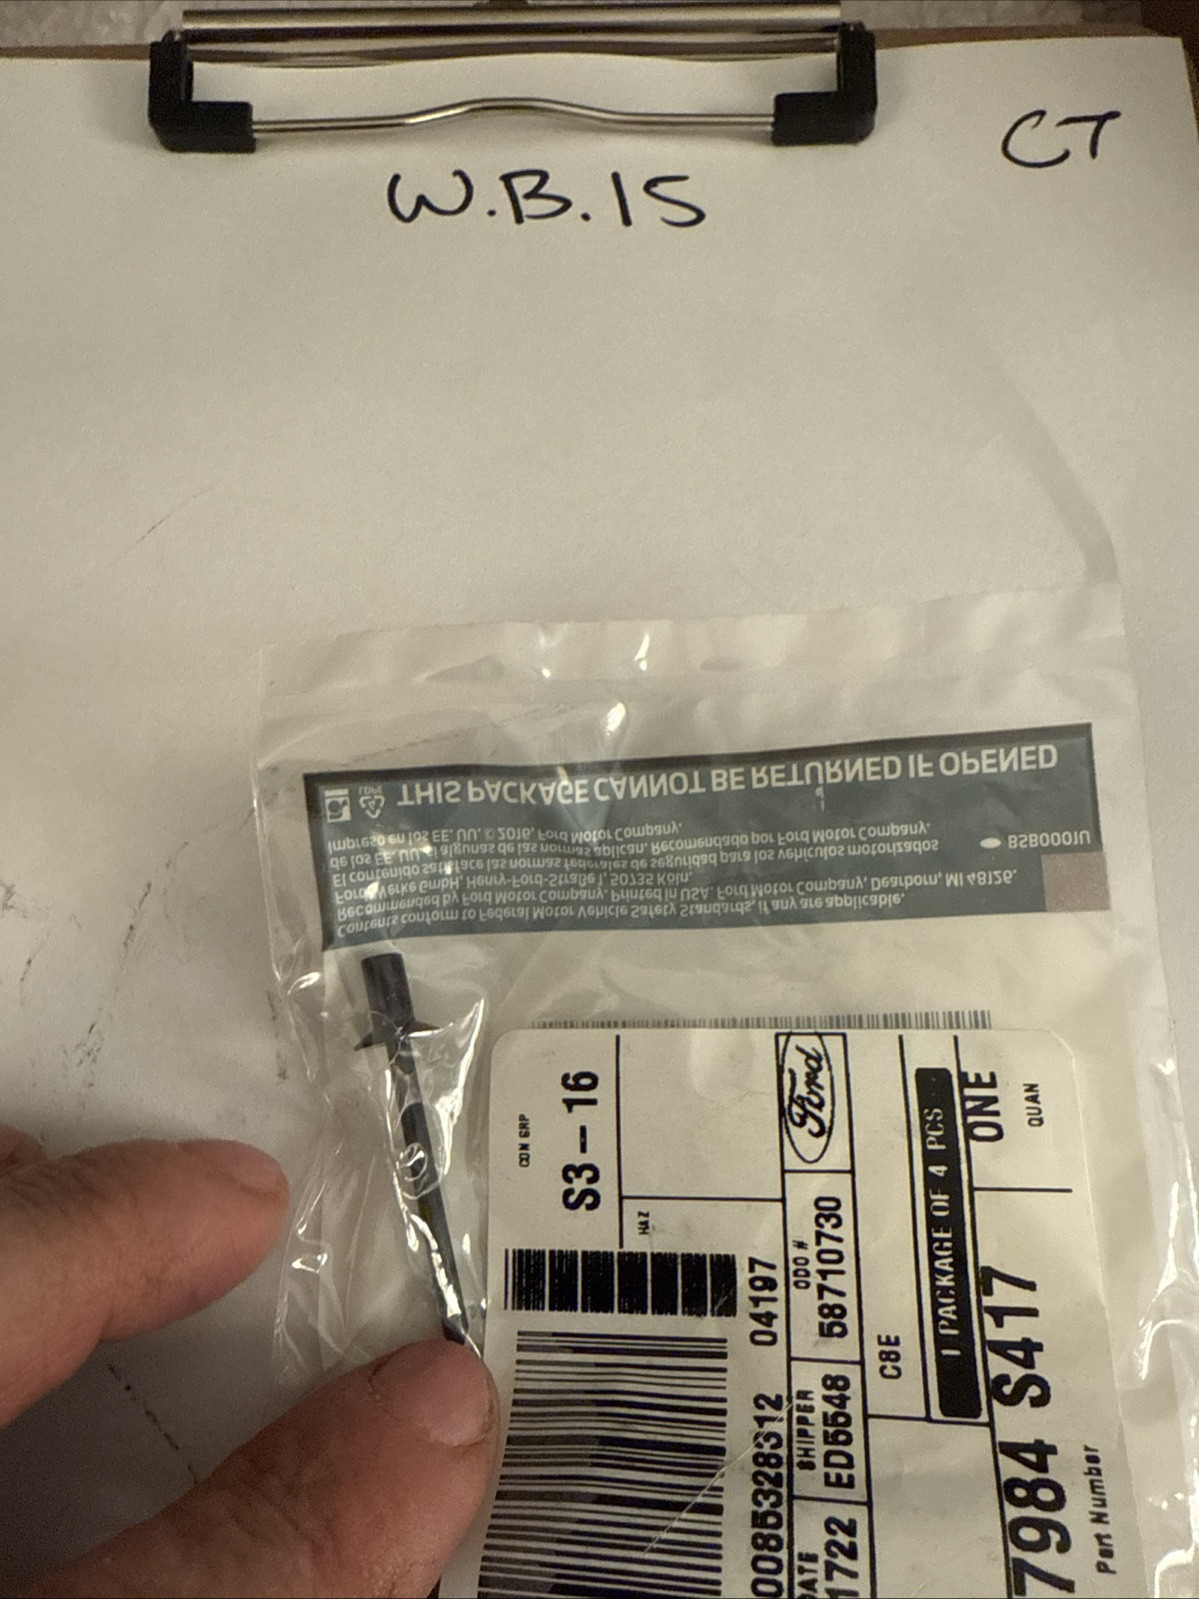 CT
W.B.15
THIS PACKAGE CANNOT BE RETURNED IF OPENED
LDPE
Impreso en los EE. UU. © 2016, Ford Motor Company.
de los EE. UU. si algunas de las normas aplican. Recomendado por Ford Motor Company.
El contenido satisface las normas federales de seguridad para los vehículos motorizados
Ford-Werke GmbH, Henry-Ford-Straße 1, 50735 Köln.
Recommended by Ford Motor Company. Printed in USA. Ford Motor Company, Dearborn, MI 48126.
Contents conform to Federal Motor Vehicle Safety Standards, if any are applicable.
BSB0001U
CON GRP
S3-16
HAZ
0085328312 04197
Ford
ODO #
58710730
SHIPPER
ED5548
DATE
1722
C8E
1 PACKAGE OF 4 PCS
ONE
QUAN
7984 S417
Part Number